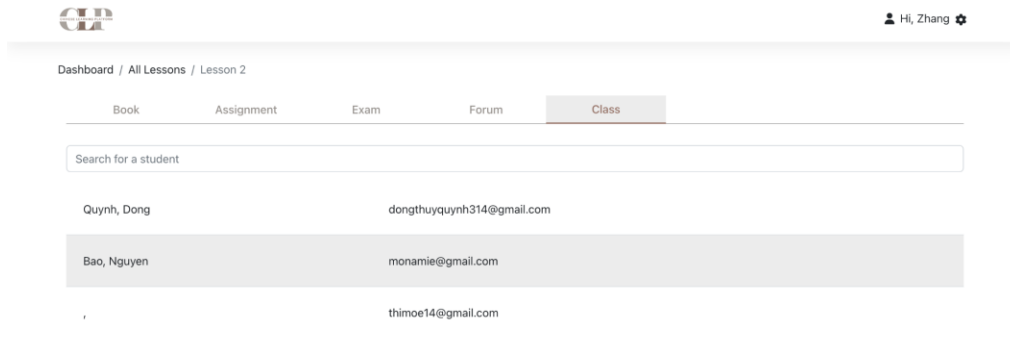 CLP
Hi, Zhang
Dashboard / All Lessons / Lesson 2
Book Assignment Exam Forum Class
Search for a student
Quynh, Dong dongthuyquynh314@gmail.com
Bao, Nguyen monamie@gmail.com
, thimoe14@gmail.com